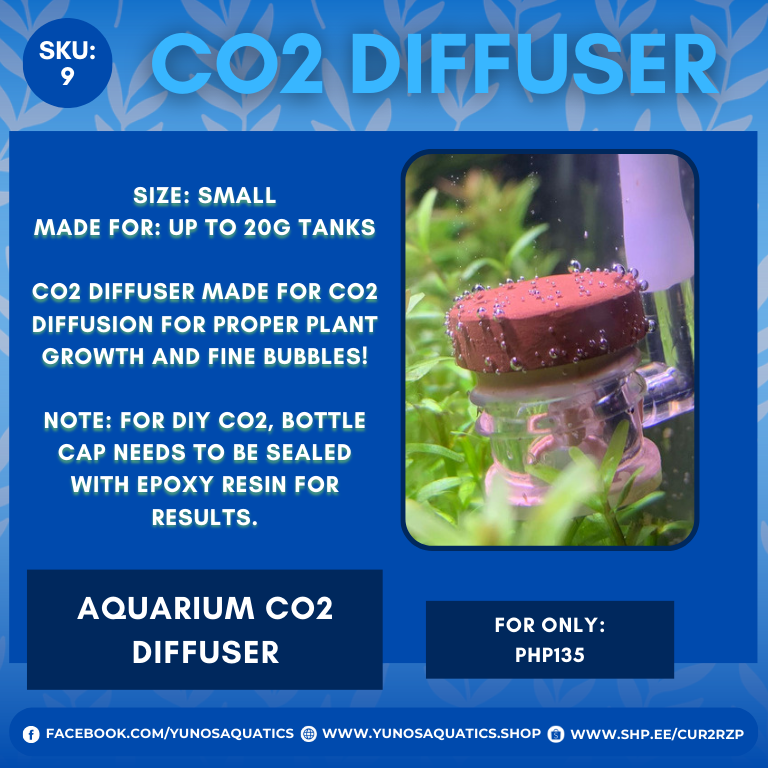 SKU:
9
CO2 DIFFUSER
SIZE: SMALL
MADE FOR: UP TO 20G TANKS
CO2 DIFFUSER MADE FOR CO2
DIFFUSION FOR PROPER PLANT
GROWTH AND FINE BUBBLES!
NOTE: FOR DIY CO2, BOTTLE
CAP NEEDS TO BE SEALED
WITH EPOXY RESIN FOR
RESULTS.
AQUARIUM CO2
DIFFUSER
FOR ONLY:
PHP135
FACEBOOK.COM/YUNOSAQUATICS WWW.YUNOSAQUATICS.SHOP WWW.SHP.EE/CUR2RZP